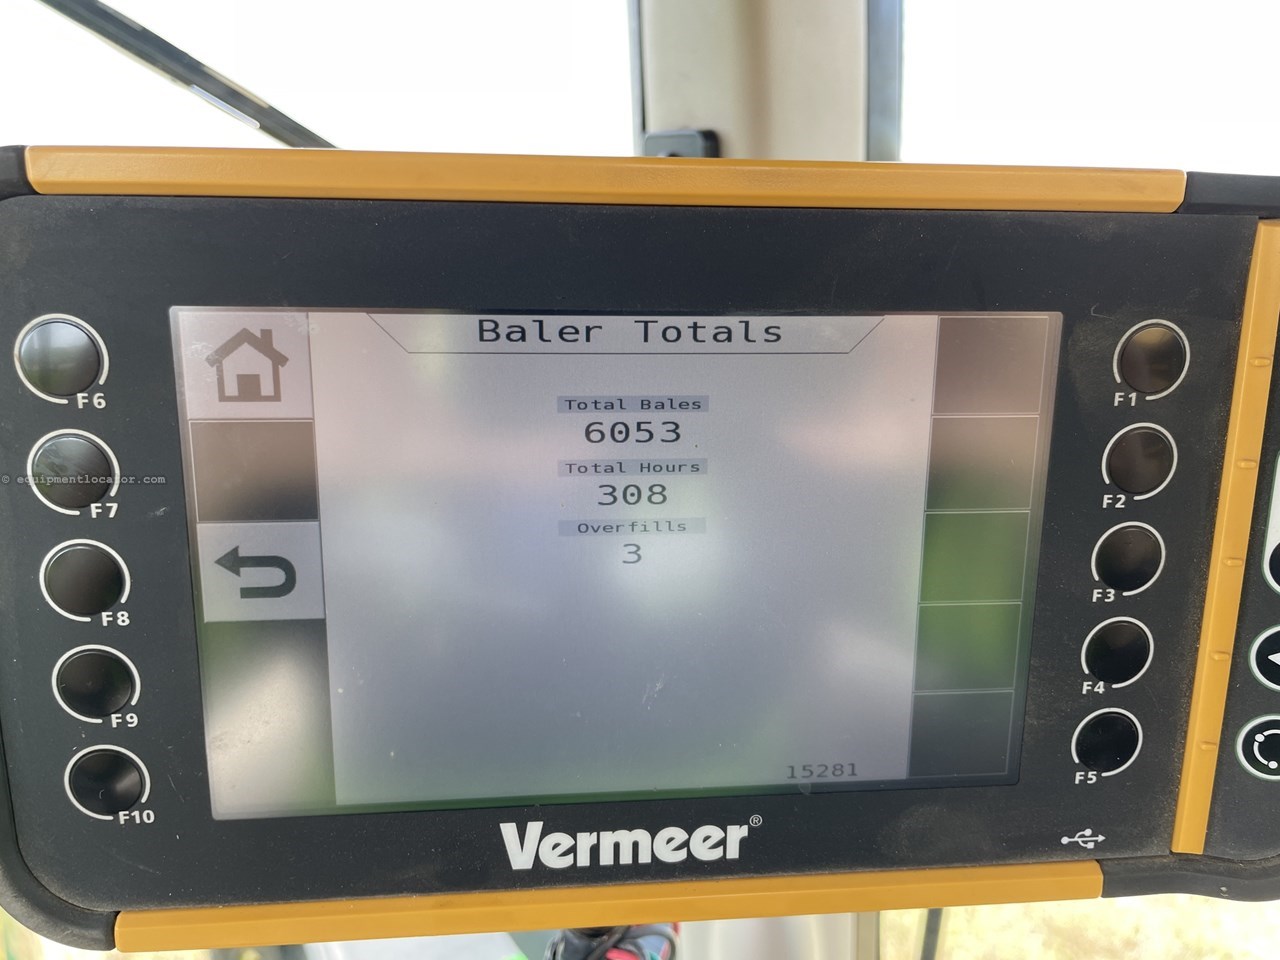 Baler Totals
Total Bales
6053
Total Hours
308
Overfills
3
15281
F6
F7
F8
F9
F10
F1
F2
F3
F4
F5
Vermeer®
© equipmentlocator.com